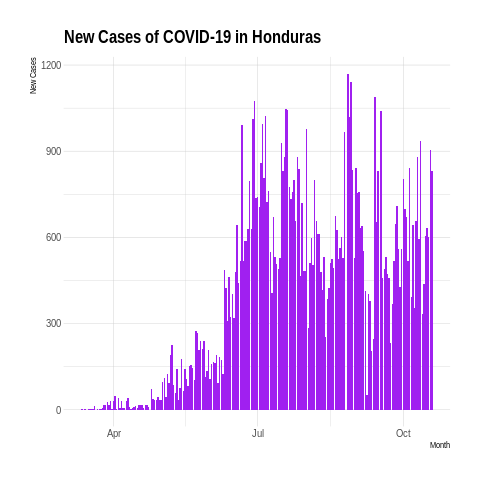 New Cases of COVID-19 in Honduras
New Cases
1200
900
600
300
0
Apr
Jul
Oct
Month